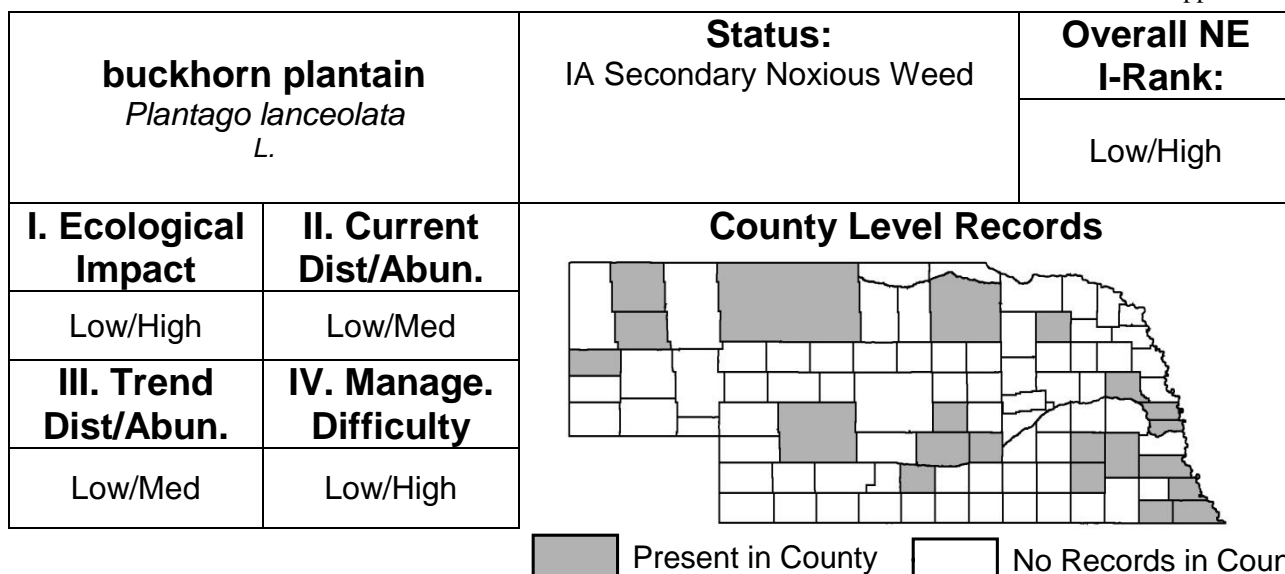 buckhorn plantain
Plantago lanceolata
L.
Status:
IA Secondary Noxious Weed
Overall NE
I-Rank:
Low/High
I. Ecological
Impact
II. Current
Dist/Abun.
Low/High
Low/Med
III. Trend
Dist/Abun.
IV. Manage.
Difficulty
Low/Med
Low/High
County Level Records
Present in County
No Records in Coun